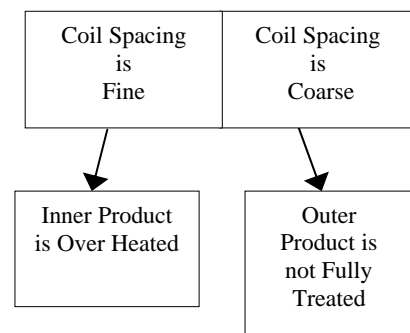 Coil Spacing
is
Fine
Coil Spacing
is
Coarse
Inner Product
is Over Heated
Outer
Product is
not Fully
Treated